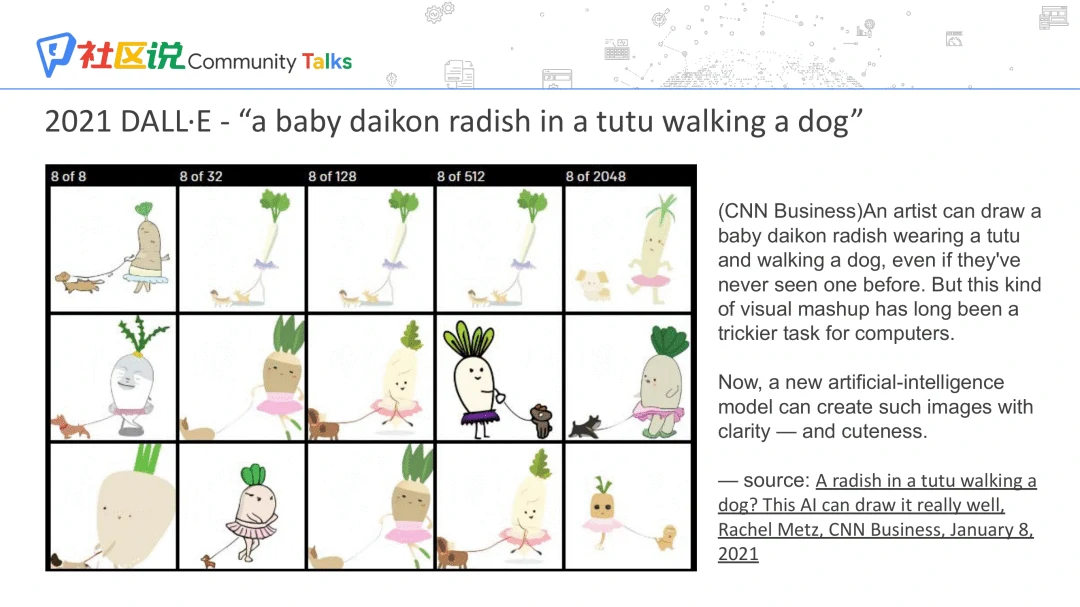 社区说 Community Talks
2021 DALL·E - “a baby daikon radish in a tutu walking a dog”
8 of 8
8 of 32
8 of 128
8 of 512
8 of 2048
(CNN Business)An artist can draw a
baby daikon radish wearing a tutu
and walking a dog, even if they've
never seen one before. But this kind
of visual mashup has long been a
trickier task for computers.
Now, a new artificial-intelligence
model can create such images with
clarity — and cuteness.
— source: A radish in a tutu walking a
dog? This AI can draw it really well,
Rachel Metz, CNN Business, January 8,
2021